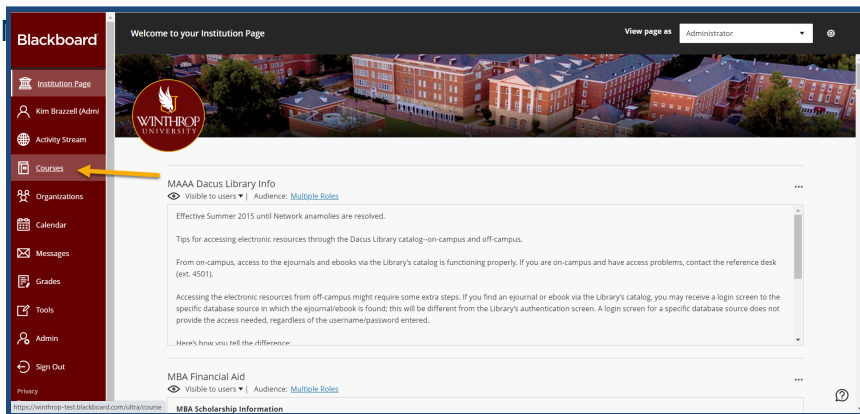 Blackboard
Institution Page
Kim Brazzell (Admi
Activity Stream
Courses
Organizations
Calendar
Messages
Grades
Tools
Admin
Sign Out
Privacy
https://winthrop-test.blackboard.com/ultra/course
Welcome to your Institution Page
View page as
Administrator
WINTHROP
UNIVERSITY
MAAA Dacus Library Info
Visible to users | Audience: Multiple Roles
Effective Summer 2015 until Network anamolies are resolved.
Tips for accessing electronic resources through the Dacus Library catalog--on-campus and off-campus.
From on-campus, access to the ejournals and ebooks via the Library's catalog is functioning properly. If you are on-campus and have access problems, contact the reference desk
(ext. 4501).
Accessing the electronic resources from off-campus might require some extra steps. If you find an ejournal or ebook via the Library's catalog, you may receive a login screen to the
specific database source in which the ejournal/ebook is found; this will be different from the Library's authentication screen. A login screen for a specific database source does not
provide the access needed, regardless of the username/password entered.
Here's how you tell the difference:
MBA Financial Aid
Visible to users | Audience: Multiple Roles
MBA Scholarship Information